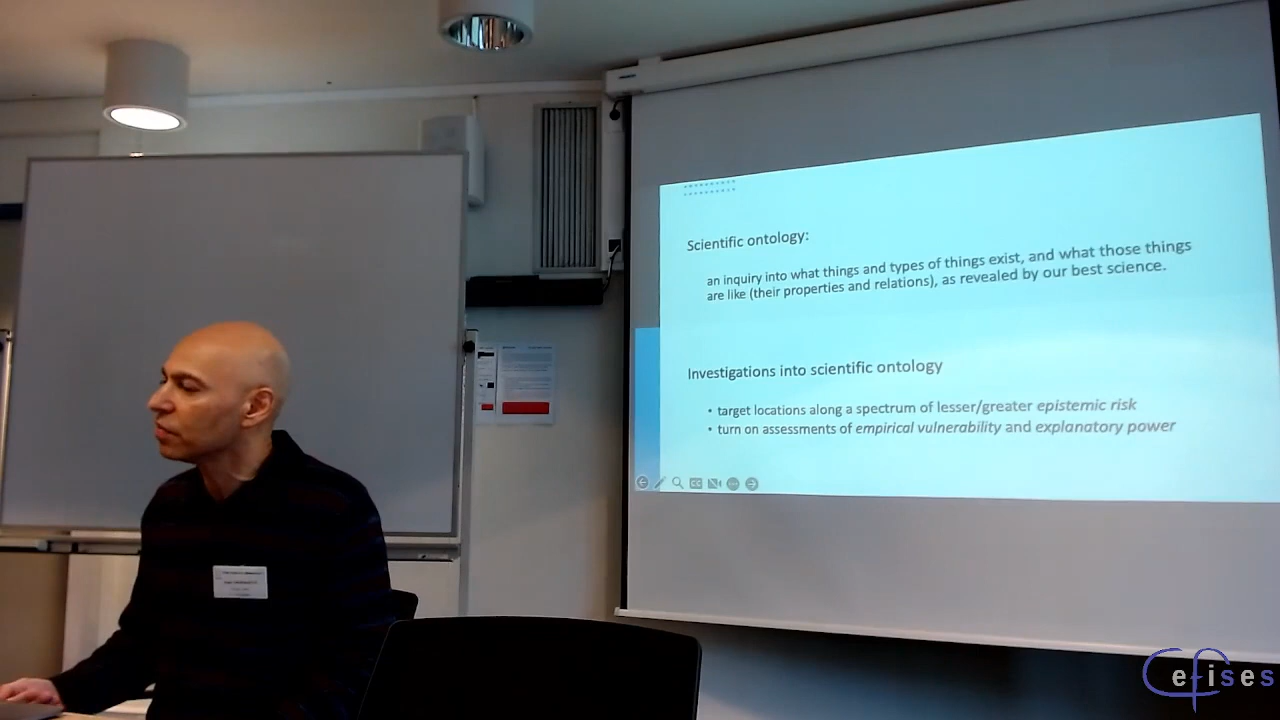 Scientific ontology:
an inquiry into what things and types of things exist, and what those things
are like (their properties and relations), as revealed by our best science.
Investigations into scientific ontology
• target locations along a spectrum of lesser/greater epistemic risk
• turn on assessments of empirical vulnerability and explanatory power
Cefises